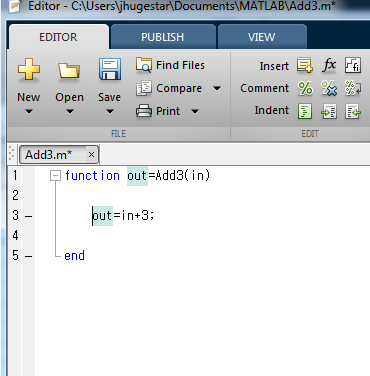 Editor - C:\Users\jhugestar\Documents\MATLAB\Add3.m*
EDITOR PUBLISH VIEW
New Open Save
Find Files
Compare
Print
FILE
Insert fx
Comment %
Indent
EDIT
Add3.m* ×
1 function out=Add3(in)
2
3 – out=in+3;
4
5 – end